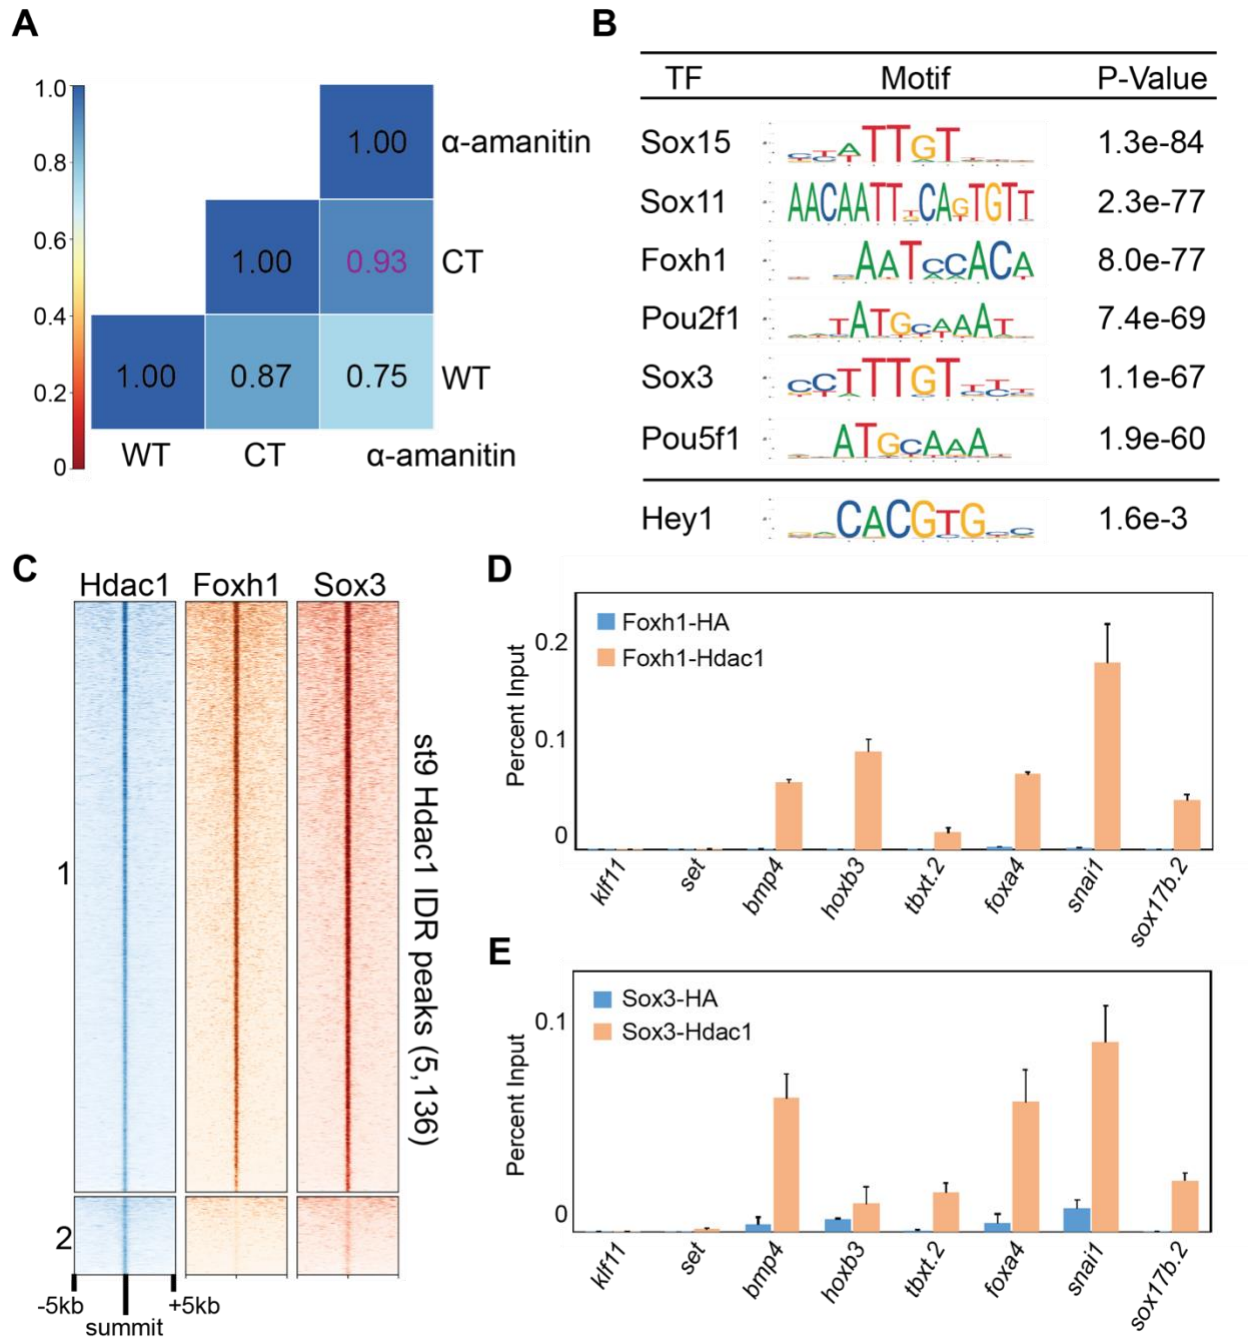 A
1.0
0.8
0.6
0.4
0.2
0
1.00
α-amanitin
1.00
0.93
CT
1.00
0.87
0.75
WT
WT
CT
α-amanitin
B
TF
Motif
P-Value
Sox15
TTGT
1.3e-84
Sox11
AACAATT CAGTGTT
2.3e-77
Foxh1
AATCCACA
8.0e-77
Pou2f1
TATGCAAAT
7.4e-69
Sox3
CCTTTGT
1.1e-67
Pou5f1
ATGCAAA
1.9e-60
Hey1
CACGTG
1.6e-3
C
Hdac1
Foxh1
Sox3
1
2
st9 Hdac1 IDR peaks (5,136)
-5kb
+5kb
summit
D
Percent Input
0.2
0.1
0
Foxh1-HA
Foxh1-Hdac1
klf11
set
bmp4
hoxb3
tbxt.2
foxa4
snai1
sox17b.2
E
Percent Input
0.1
0
Sox3-HA
Sox3-Hdac1
klf11
set
bmp4
hoxb3
tbxt.2
foxa4
snai1
sox17b.2